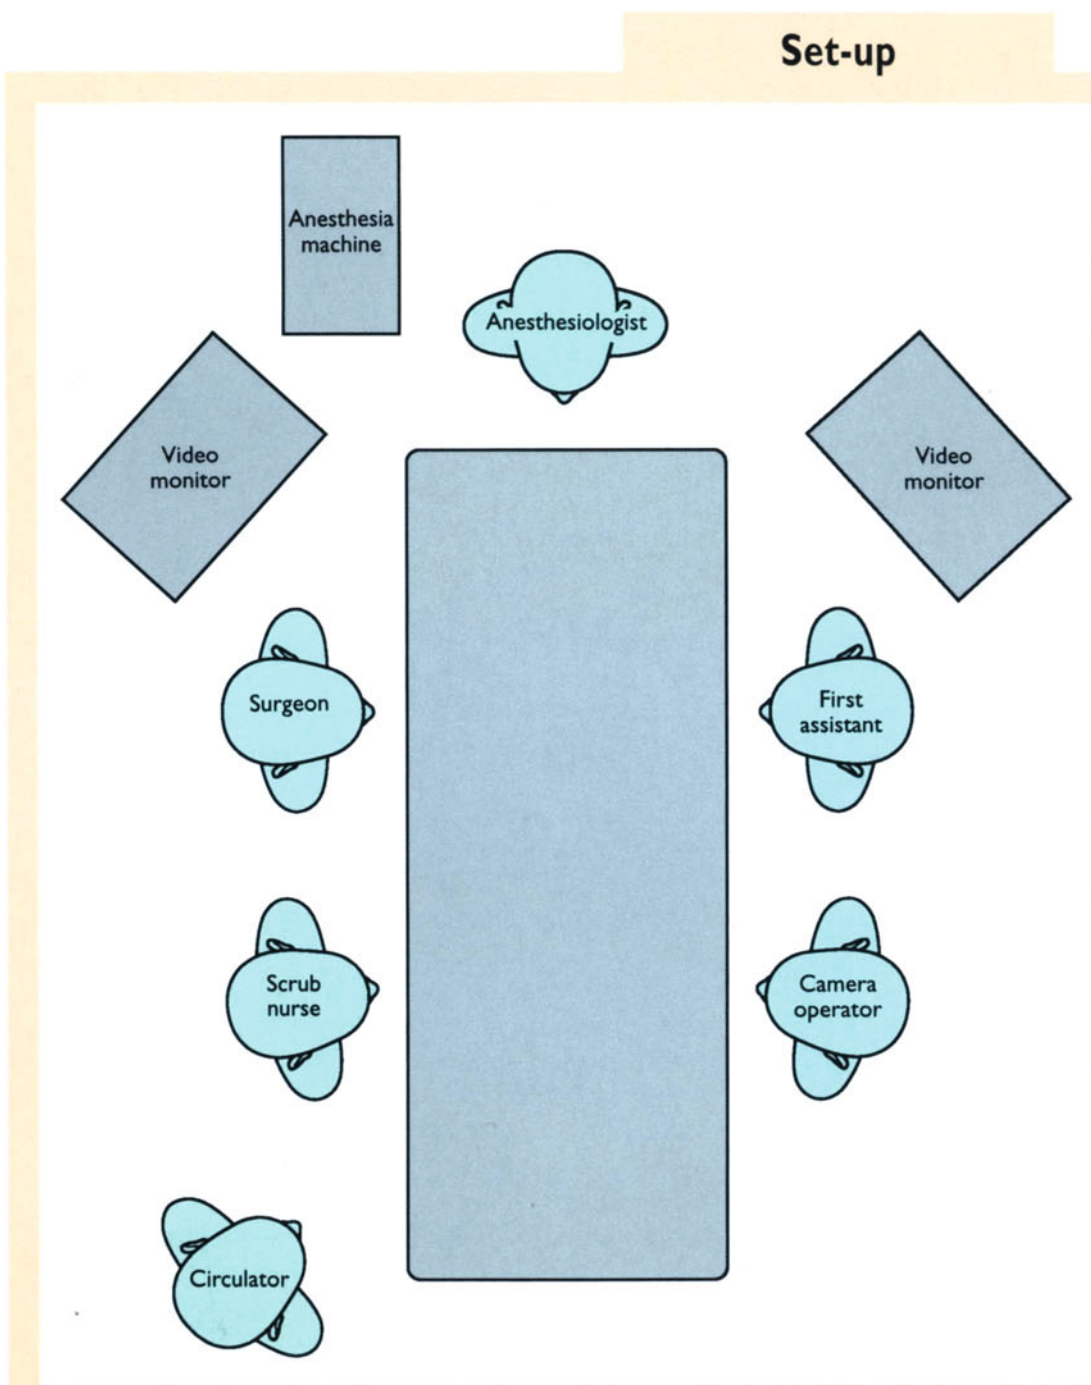 Set-up
Anesthesia
machine
Anesthesiologist
Video
monitor
Video
monitor
Surgeon
First
assistant
Scrub
nurse
Camera
operator
Circulator